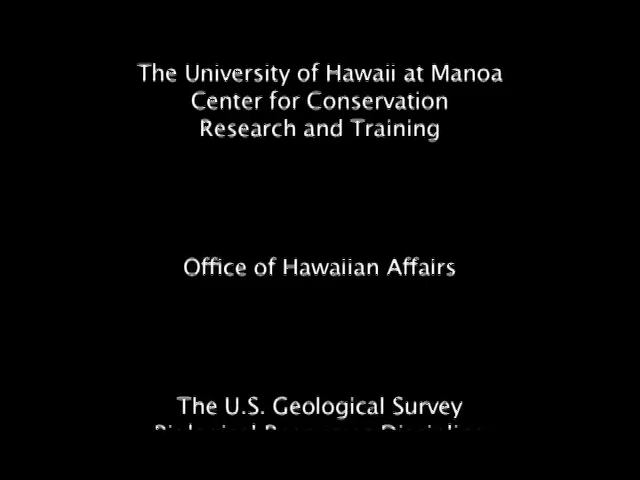 The University of Hawaii at Manoa
Center for Conservation
Research and Training
Office of Hawaiian Affairs
The U.S. Geological Survey